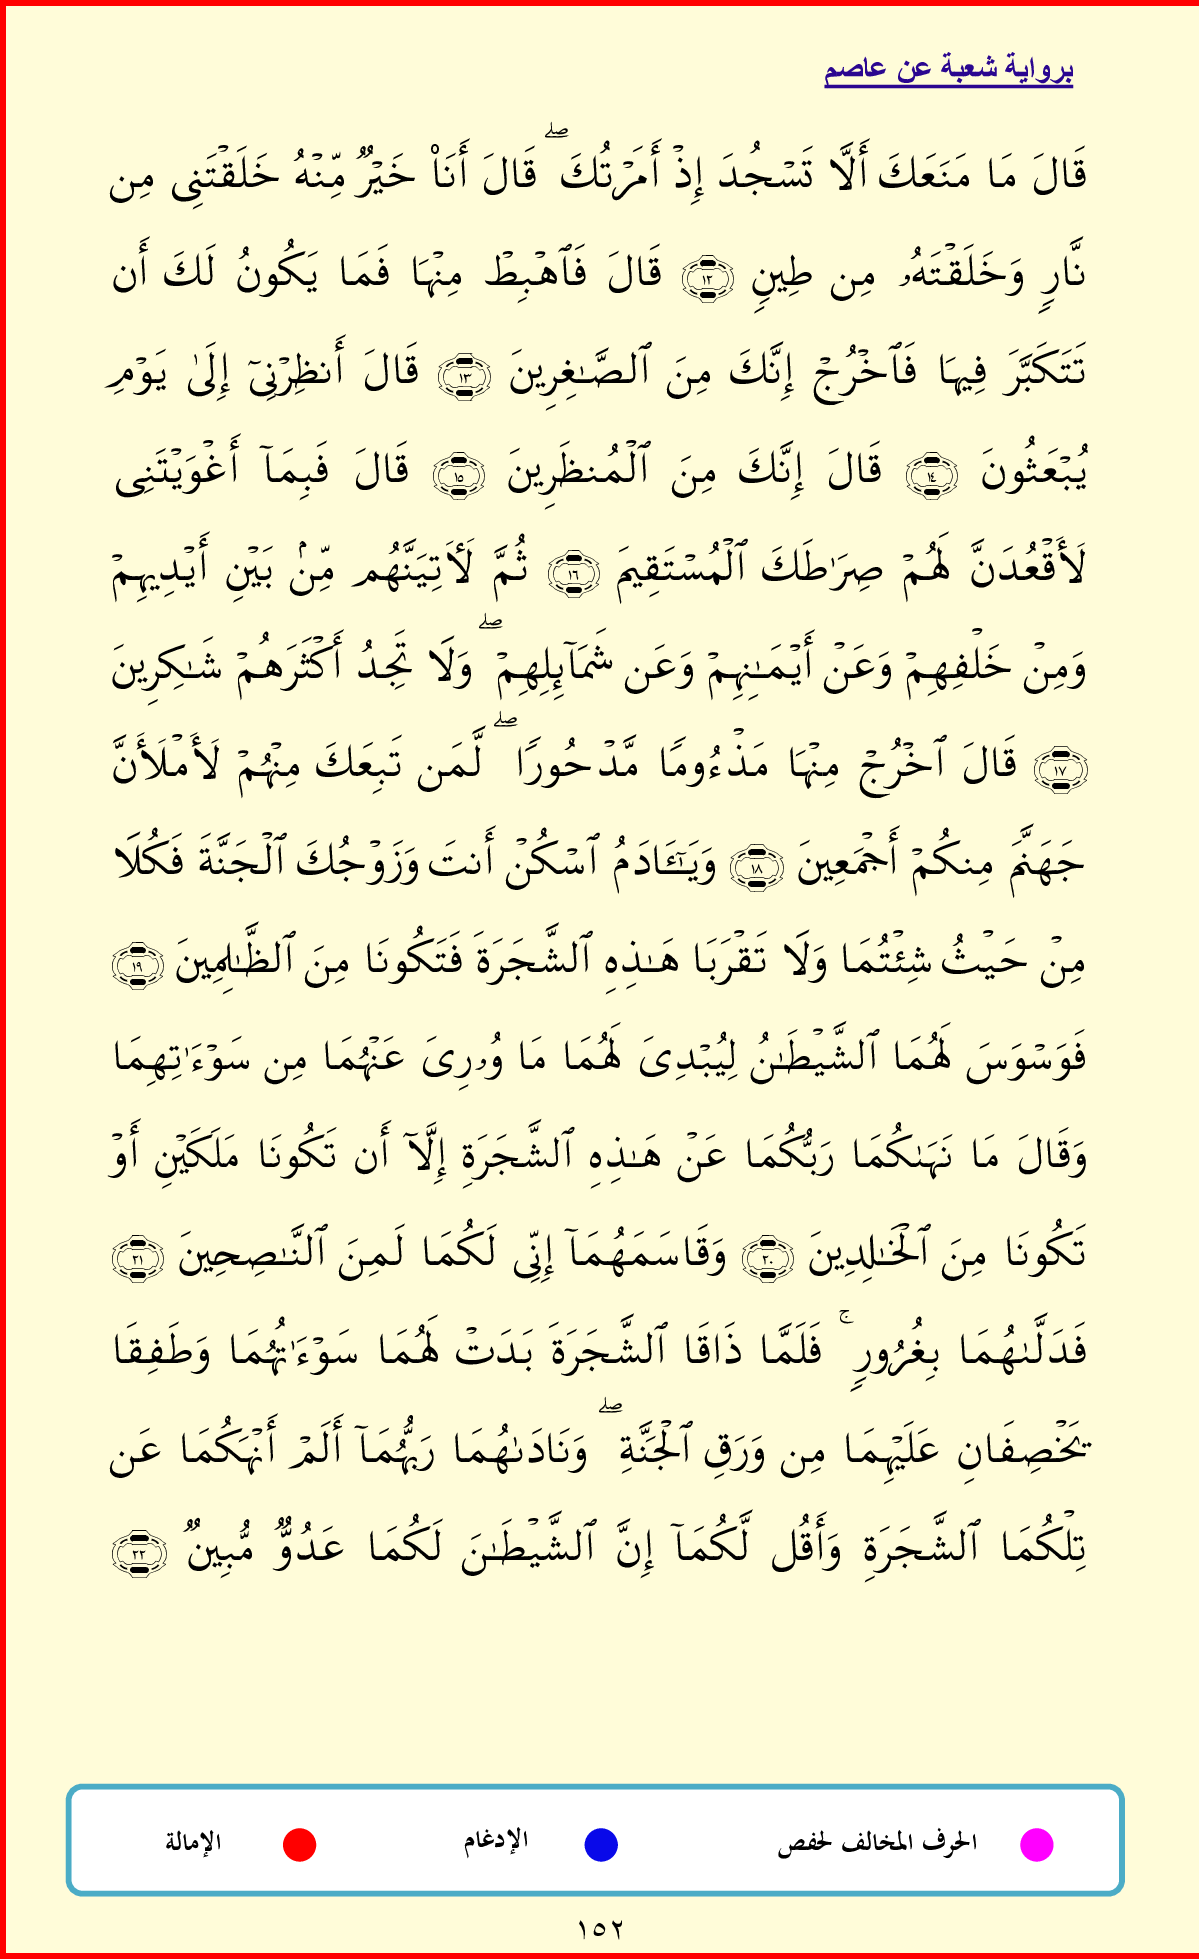 برواية شعبة عن عاصم
قَالَ مَا مَنَعَكَ أَلَّا تَسْجُدَ إِذْ أَمَرْتُكَ ۖ قَالَ أَنَا۠ خَيْرٌ مِّنْهُ خَلَقْتَنِى مِن
نَّارٍ وَخَلَقْتَهُۥ مِن طِينٍ ١٢ قَالَ فَٱهْبِطْ مِنْهَا فَمَا يَكُونُ لَكَ أَن
تَتَكَبَّرَ فِيهَا فَٱخْرُجْ إِنَّكَ مِنَ ٱلصَّـٰغِرِينَ ١٣ قَالَ أَنظِرْنِىٓ إِلَىٰ يَوْمِ
يُبْعَثُونَ ١٤ قَالَ إِنَّكَ مِنَ ٱلْمُنظَرِينَ ١٥ قَالَ فَبِمَآ أَغْوَيْتَنِى
لَأَقْعُدَنَّ لَهُمْ صِرَٰطَكَ ٱلْمُسْتَقِيمَ ١٦ ثُمَّ لَأٓتِيَنَّهُم مِّنۢ بَيْنِ أَيْدِيهِمْ
وَمِنْ خَلْفِهِمْ وَعَنْ أَيْمَـٰنِهِمْ وَعَن شَمَآئِلِهِمْ ۖ وَلَا تَجِدُ أَكْثَرَهُمْ شَـٰكِرِينَ
١٧ قَالَ ٱخْرُجْ مِنْهَا مَذْءُومًا مَّدْحُورًا ۖ لَّمَن تَبِعَكَ مِنْهُمْ لَأَمْلَأَنَّ
جَهَنَّمَ مِنكُمْ أَجْمَعِينَ ١٨ وَيَـٰٓـَٔادَمُ ٱسْكُنْ أَنتَ وَزَوْجُكَ ٱلْجَنَّةَ فَكُلَا
مِنْ حَيْثُ شِئْتُمَا وَلَا تَقْرَبَا هَـٰذِهِ ٱلشَّجَرَةَ فَتَكُونَا مِنَ ٱلظَّـٰلِمِينَ ١٩
فَوَسْوَسَ لَهُمَا ٱلشَّيْطَـٰنُ لِيُبْدِىَ لَهُمَا مَا وُۥرِىَ عَنْهُمَا مِن سَوْءَٰتِهِمَا
وَقَالَ مَا نَهَىٰكُمَا رَبُّكُمَا عَنْ هَـٰذِهِ ٱلشَّجَرَةِ إِلَّآ أَن تَكُونَا مَلَكَيْنِ أَوْ
تَكُونَا مِنَ ٱلْخَـٰلِدِينَ ٢٠ وَقَاسَمَهُمَآ إِنِّى لَكُمَا لَمِنَ ٱلنَّـٰصِحِينَ ٢١
فَدَلَّىٰهُمَا بِغُرُورٍ ۚ فَلَمَّا ذَاقَا ٱلشَّجَرَةَ بَدَتْ لَهُمَا سَوْءَٰتُهُمَا وَطَفِقَا
يَخْصِفَانِ عَلَيْهِمَا مِن وَرَقِ ٱلْجَنَّةِ ۖ وَنَادَىٰهُمَا رَبُّهُمَآ أَلَمْ أَنْهَكُمَا عَن
تِلْكُمَا ٱلشَّجَرَةِ وَأَقُل لَّكُمَآ إِنَّ ٱلشَّيْطَـٰنَ لَكُمَا عَدُوٌّ مُّبِينٌ ٢٢
الحرف المخالف لحفص الإدغام الإمالة
١٥٢